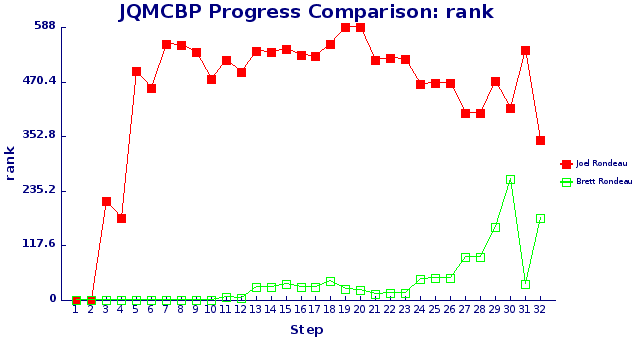 JQMCBP Progress Comparison: rank
588
470.4
352.8
235.2
117.6
0
rank
1 2 3 4 5 6 7 8 9 10 11 12 13 14 15 16 17 18 19 20 21 22 23 24 25 26 27 28 29 30 31 32
Step
Joel Rondeau
Brett Rondeau